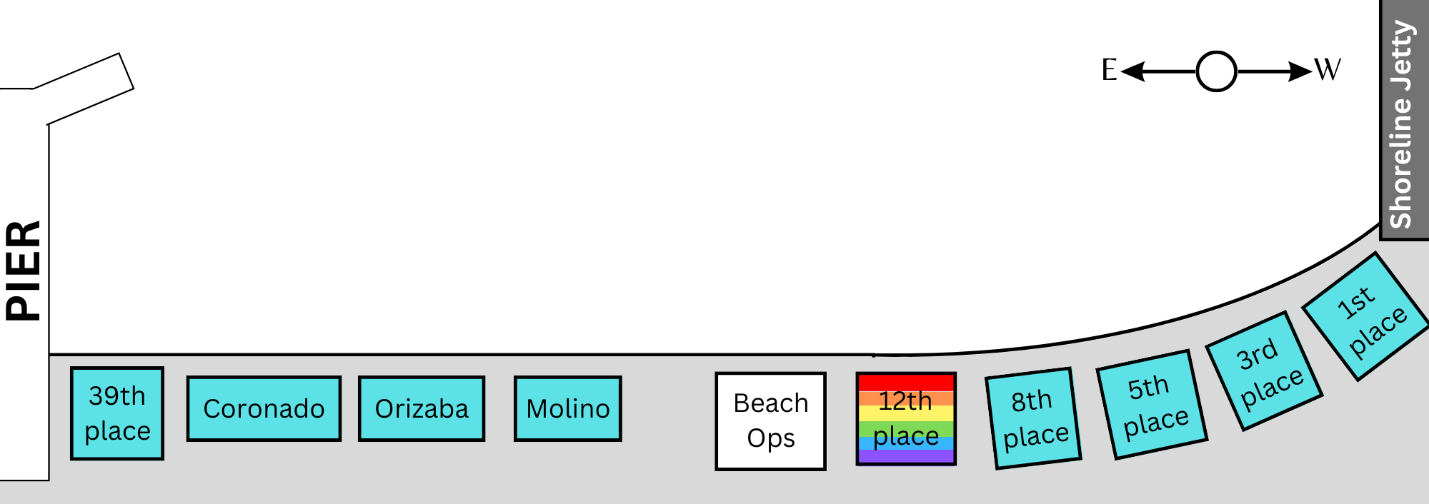 E
W
Shoreline Jetty
PIER
39th
place
Coronado
Orizaba
Molino
Beach
Ops
12th
place
8th
place
5th
place
3rd
place
1st
place